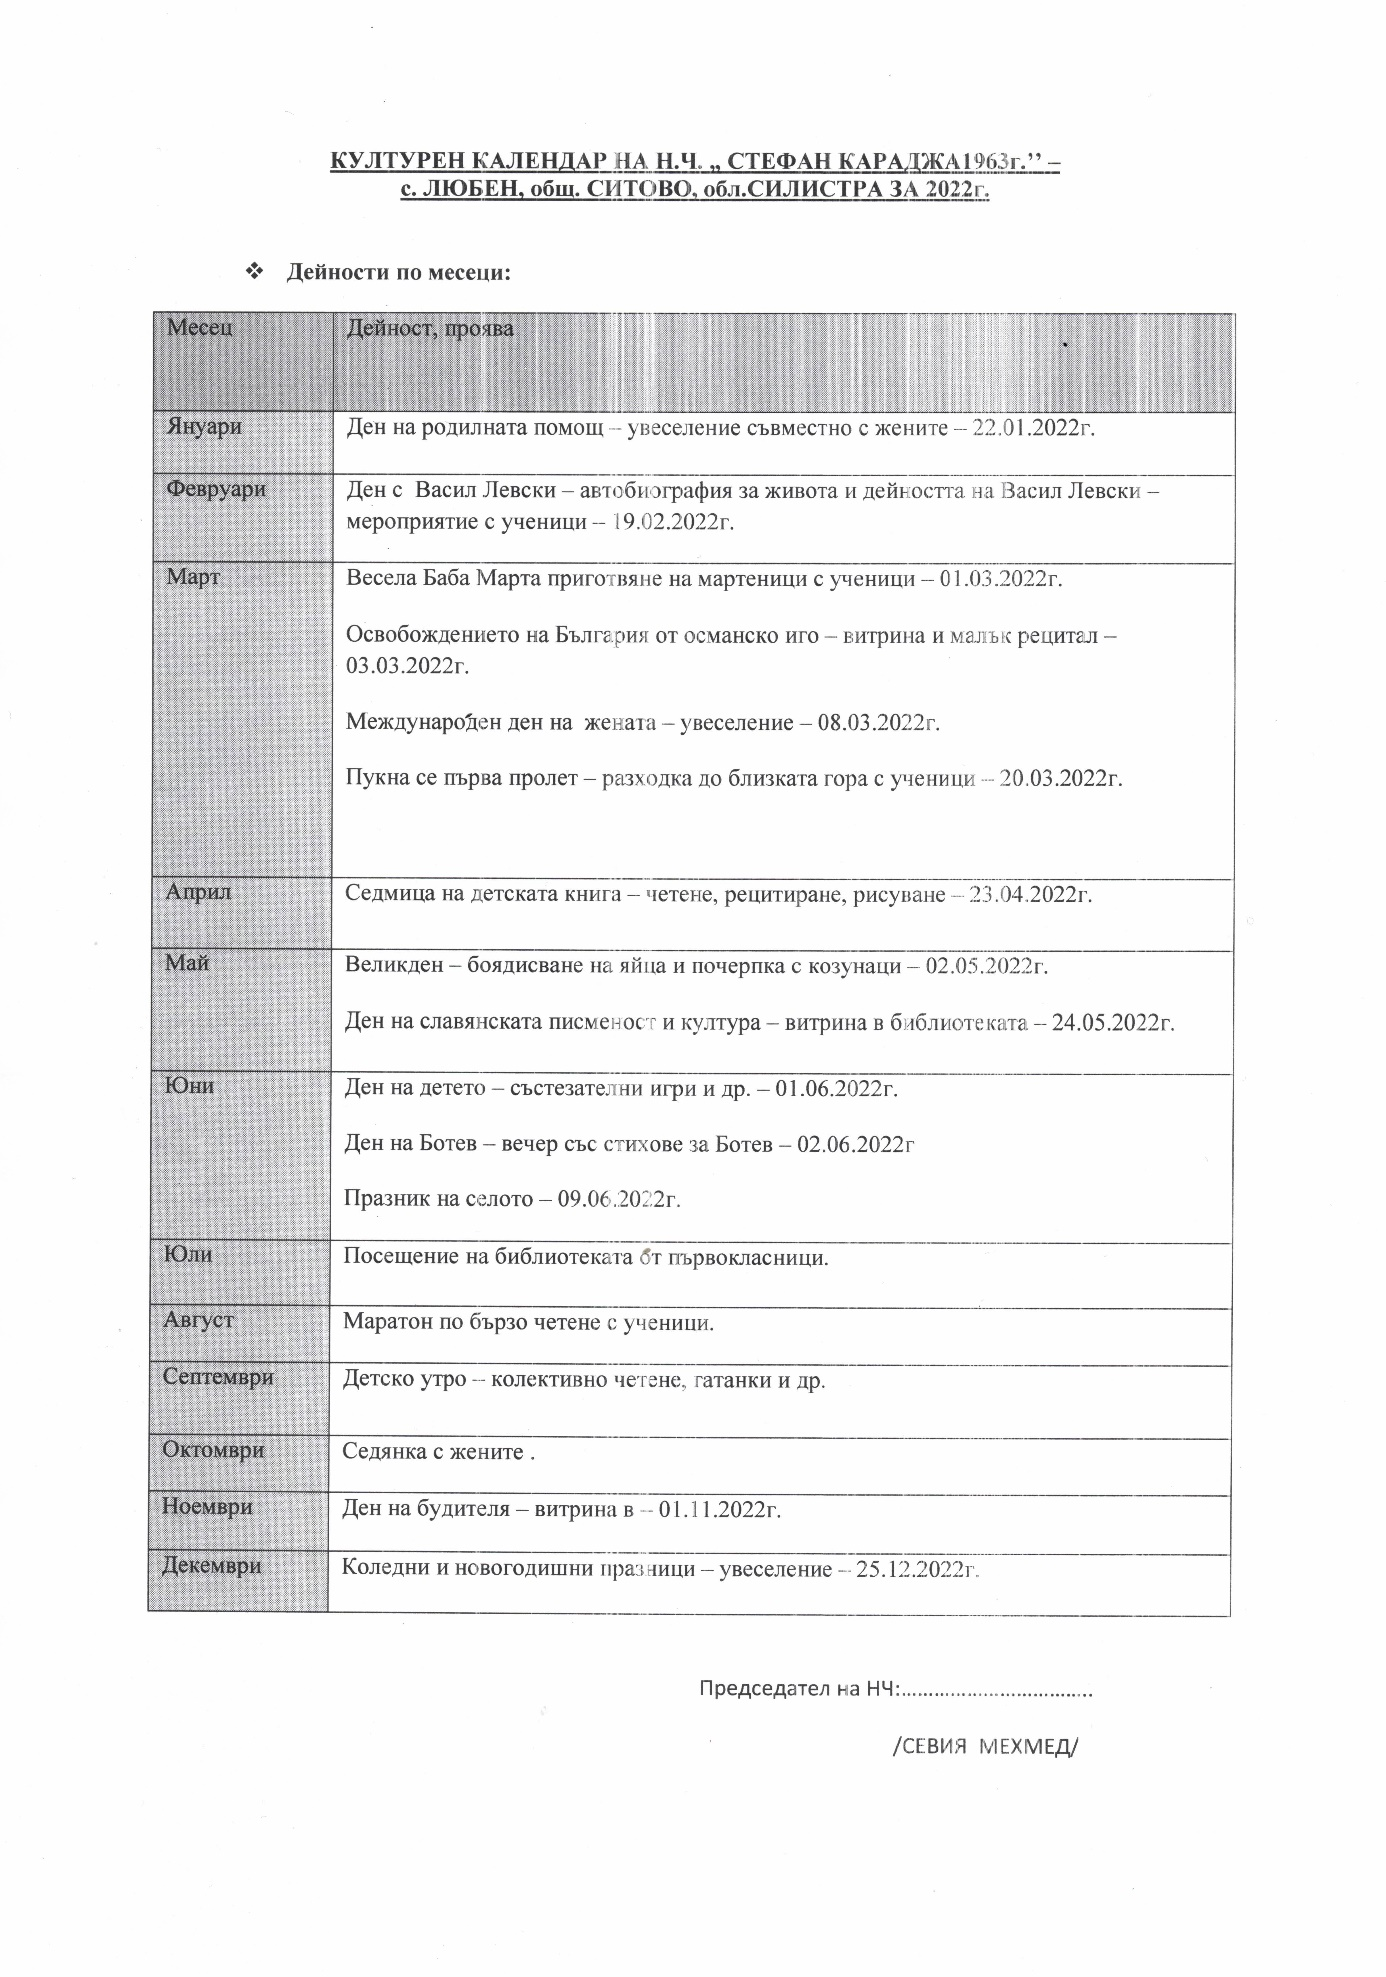 КУЛТУРЕН КАЛЕНДАР НА Н.Ч. „ СТЕФАН КАРАДЖА1963г.” –
с. ЛЮБЕН, общ. СИТОВО, обл.СИЛИСТРА ЗА 2022г.
❖ Дейности по месеци:
Месец Дейност, проява
Януари Ден на родилната помощ – увеселение съвместно с жените – 22.01.2022г.
Февруари Ден с Васил Левски – автобиография за живота и дейността на Васил Левски –
мероприятие с ученици – 19.02.2022г.
Март Весела Баба Марта приготвяне на мартеници с ученици – 01.03.2022г.
Освобождението на България от османско иго – витрина и малък рецитал –
03.03.2022г.
Международен ден на жената – увеселение – 08.03.2022г.
Пукна се първа пролет – разходка до близката гора с ученици – 20.03.2022г.
Април Седмица на детската книга – четене, рецитиране, рисуване – 23.04.2022г.
Май Великден – боядисване на яйца и почерпка с козунаци – 02.05.2022г.
Ден на славянската писменост и култура – витрина в библиотеката – 24.05.2022г.
Юни Ден на детето – състезателни игри и др. – 01.06.2022г.
Ден на Ботев – вечер със стихове за Ботев – 02.06.2022г
Празник на селото – 09.06.2022г.
Юли Посещение на библиотеката от първокласници.
Август Маратон по бързо четене с ученици.
Септември Детско утро – колективно четене, гатанки и др.
Октомври Седянка с жените .
Ноември Ден на будителя – витрина в – 01.11.2022г.
Декември Коледни и новогодишни празници – увеселение – 25.12.2022г.
Председател на НЧ:...................................
/СЕВИЯ МЕХМЕД/